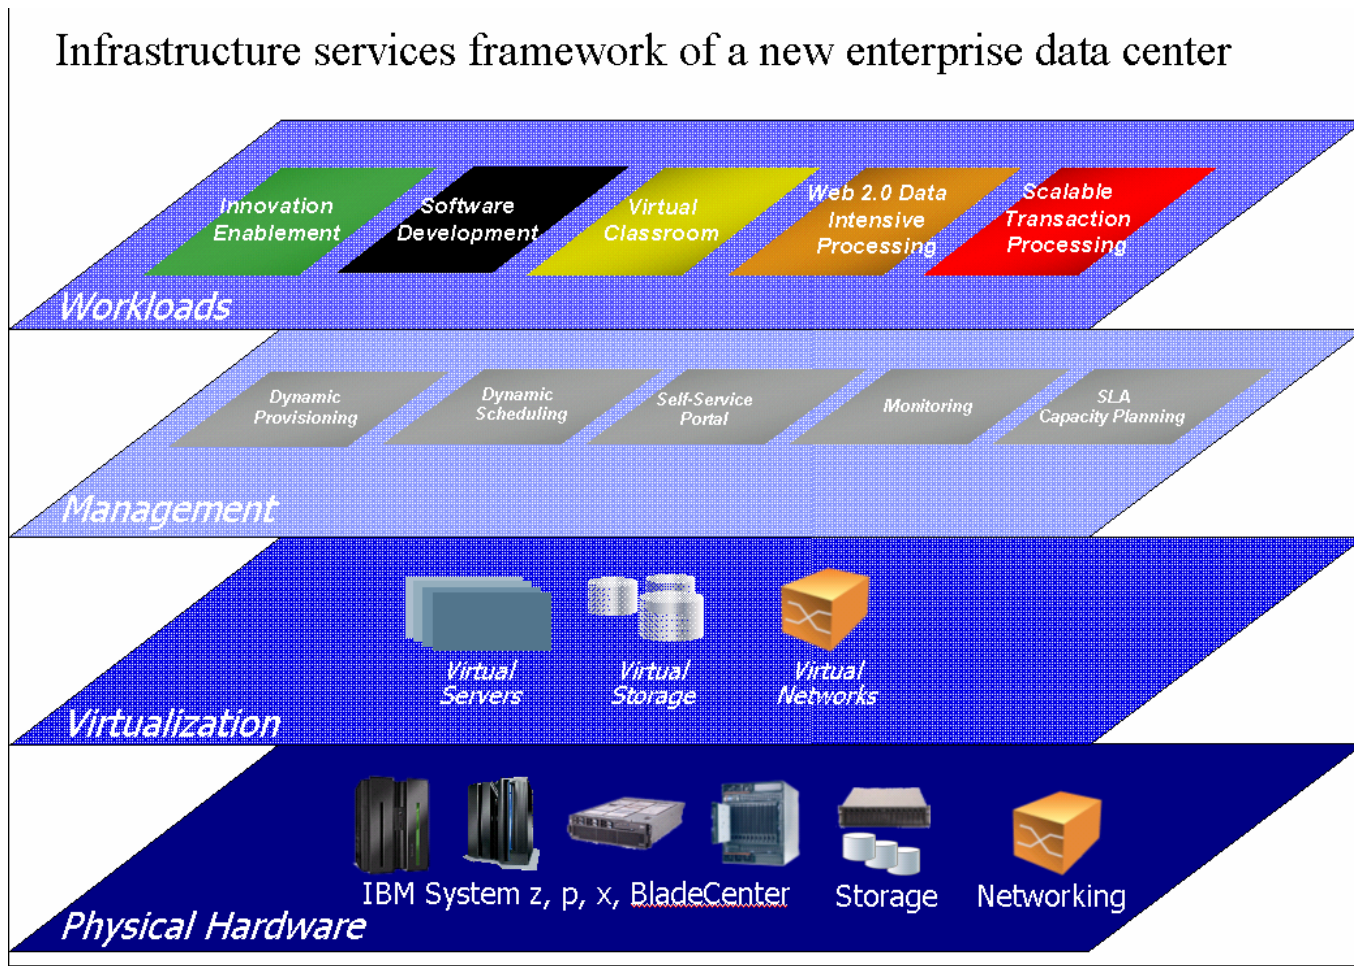 Infrastructure services framework of a new enterprise data center
Innovation
Enablement
Software
Development
Virtual
Classroom
Web 2.0 Data
Intensive
Processing
Scalable
Transaction
Processing
Workloads
Dynamic
Provisioning
Dynamic
Scheduling
Self-Service
Portal
Monitoring
SLA
Capacity Planning
Management
Virtual
Servers
Virtual
Storage
Virtual
Networks
Virtualization
IBM System z, p, x, BladeCenter
Storage
Networking
Physical Hardware